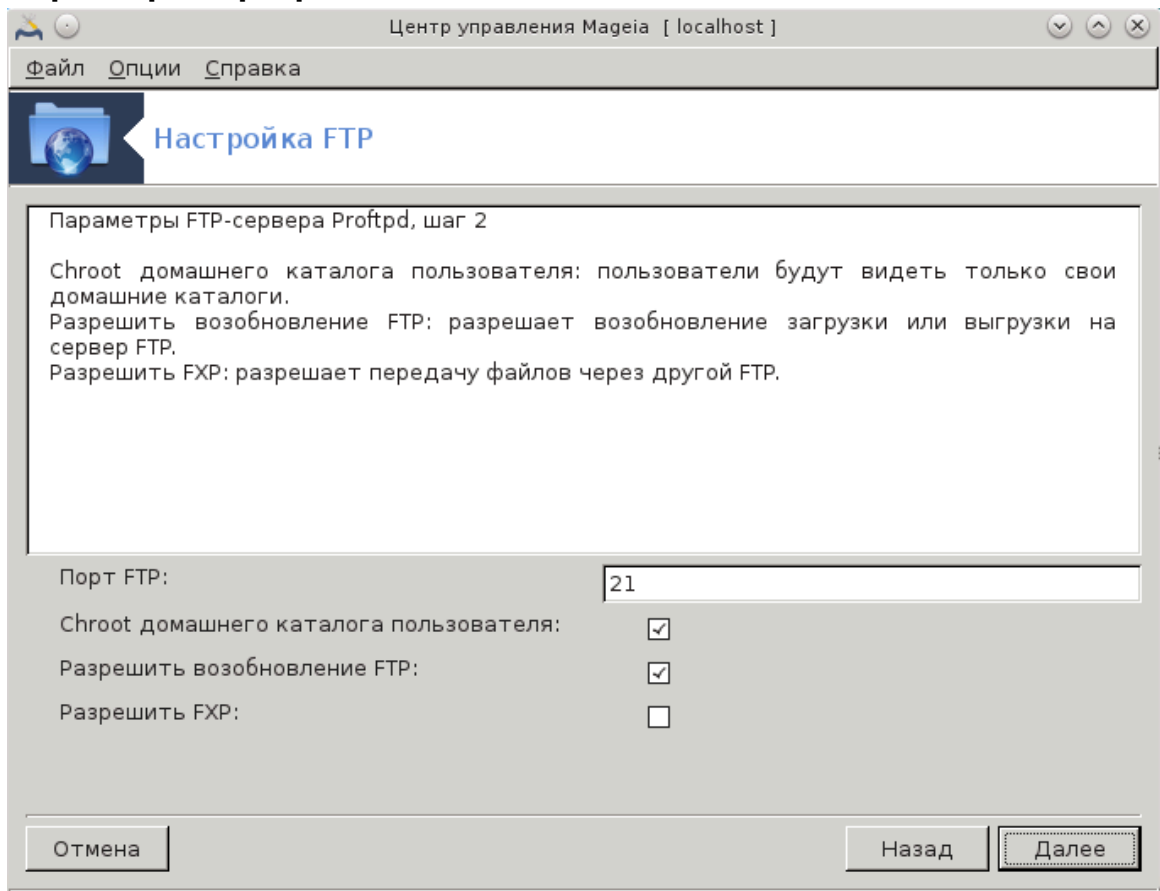 Центр управления Mageia [ localhost ]
Файл Опции Справка
Настройка FTP
Параметры FTP-сервера Proftpd, шаг 2
Chroot домашнего каталога пользователя: пользователи будут видеть только свои
домашние каталоги.
Разрешить возобновление FTP: разрешает возобновление загрузки или выгрузки на
сервер FTP.
Разрешить FXP: разрешает передачу файлов через другой FTP.
Порт FTP:
21
Chroot домашнего каталога пользователя:
Разрешить возобновление FTP:
Разрешить FXP:
Отмена
Назад
Далее